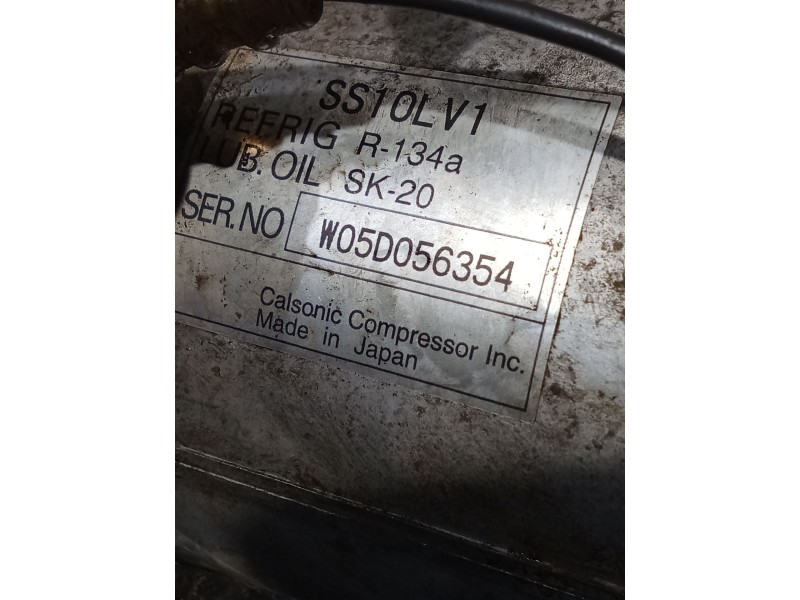 SS10LV1
REFRIG R-134a
LUB. OIL SK-20
SER.NO W05D056354
Calsonic Compressor Inc.
Made in Japan